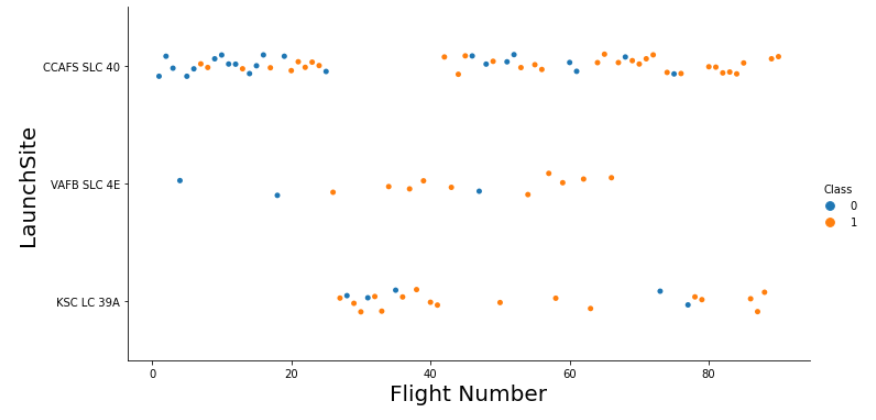 LaunchSite
CCAFS SLC 40
VAFB SLC 4E
KSC LC 39A
0
20
40
60
80
Flight Number
Class
0
1